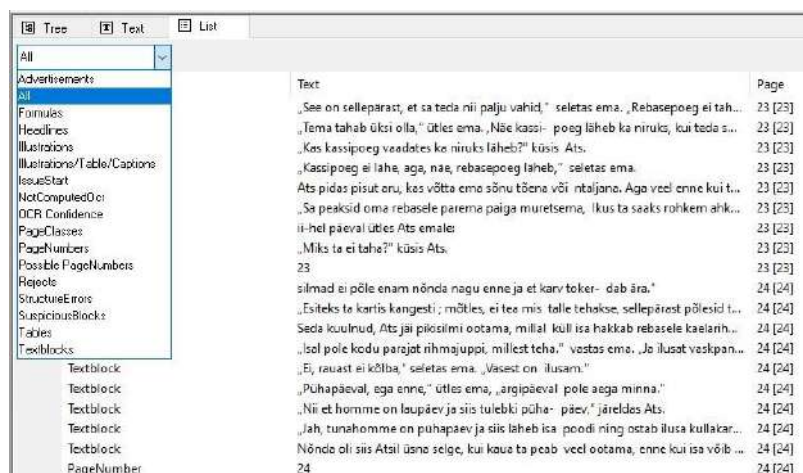 Tree Text List
All
Text Page
Advertisements
All
Formulas
Headlines
Illustrations
Illustrations/Table/Captions
IssueStart
NotComputedOcr
OCR Confidence
PageClasses
PageNumbers
Possible PageNumbers
Rejects
StructureErrors
SuspiciousBlocks
Tables
Textblocks
„See on sellepärast, et sa teda nii palju vahid,“ seletas ema. „Rebasepoeg ei tah... 23 [23]
„Tema tahab üksi olla,“ ütles ema. „Näe kassi- poeg läheb ka niruks, kui teda s... 23 [23]
„Kas kassipoeg vaadates ka niruks läheb?“ küsis Ats. 23 [23]
„Kassipoeg ei lähe, aga, näe, rebasepoeg läheb,“ seletas ema. 23 [23]
Ats pidas pisut aru, kas võtta ema sõnu tõena või ntaljana. Aga veel enne kui t... 23 [23]
„Sa peaksid oma rebasele parema paiga muretsema, lkus ta saaks rohkem ahk... 23 [23]
ii-hel päeval ütles Ats emale: 23 [23]
„Miks ta ei taha?“ küsis Ats. 23 [23]
23 23 [23]
silmad ei põle enam nõnda nagu enne ja et karv toker- dab ära.“ 24 [24]
„Esiteks ta kartis kangesti ; mõtles, ei tea mis talle tehakse, sellepärast põlesid t... 24 [24]
Seda kuulnud, Ats jäi pikisilmi ootama, millal küll isa hakkab rebasele kaelarih... 24 [24]
„Isal pole kodu parajat rihmajuppi, millest teha.“ vastas ema. „Ja ilusat vaskpan... 24 [24]
Textblock „Ei, rauast ei kõlba,“ seletas ema. „Vasest on ilusam.“ 24 [24]
Textblock „Pühapäeval, ega enne,“ ütles ema, „argipäeval pole aega minna.“ 24 [24]
Textblock „Nii et homme on laupäev ja siis tulebki püha- päev,“ järeldas Ats. 24 [24]
Textblock „Jah, tunahomme on pühapäev ja siis läheb isa poodi ning ostab ilusa kullakar... 24 [24]
Textblock Nõnda oli siis Atsil üsna selge, kui kaua ta peab veel ootama, enne kui isa võib ... 24 [24]
PageNumber 24 24 [24]